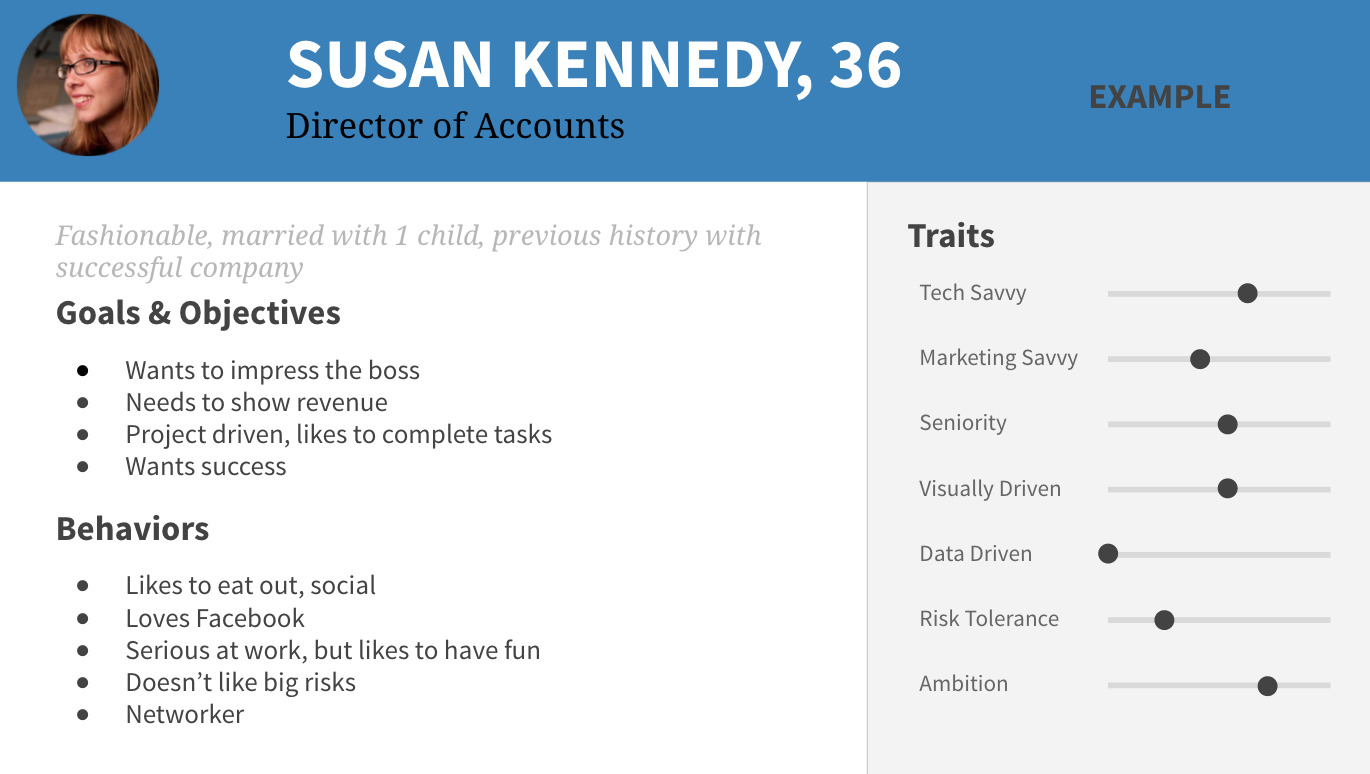 SUSAN KENNEDY, 36
Director of Accounts
EXAMPLE
Fashionable, married with 1 child, previous history with
successful company
Goals & Objectives
● Wants to impress the boss
● Needs to show revenue
● Project driven, likes to complete tasks
● Wants success
Behaviors
● Likes to eat out, social
● Loves Facebook
● Serious at work, but likes to have fun
● Doesn’t like big risks
● Networker
Traits
Tech Savvy
Marketing Savvy
Seniority
Visually Driven
Data Driven
Risk Tolerance
Ambition